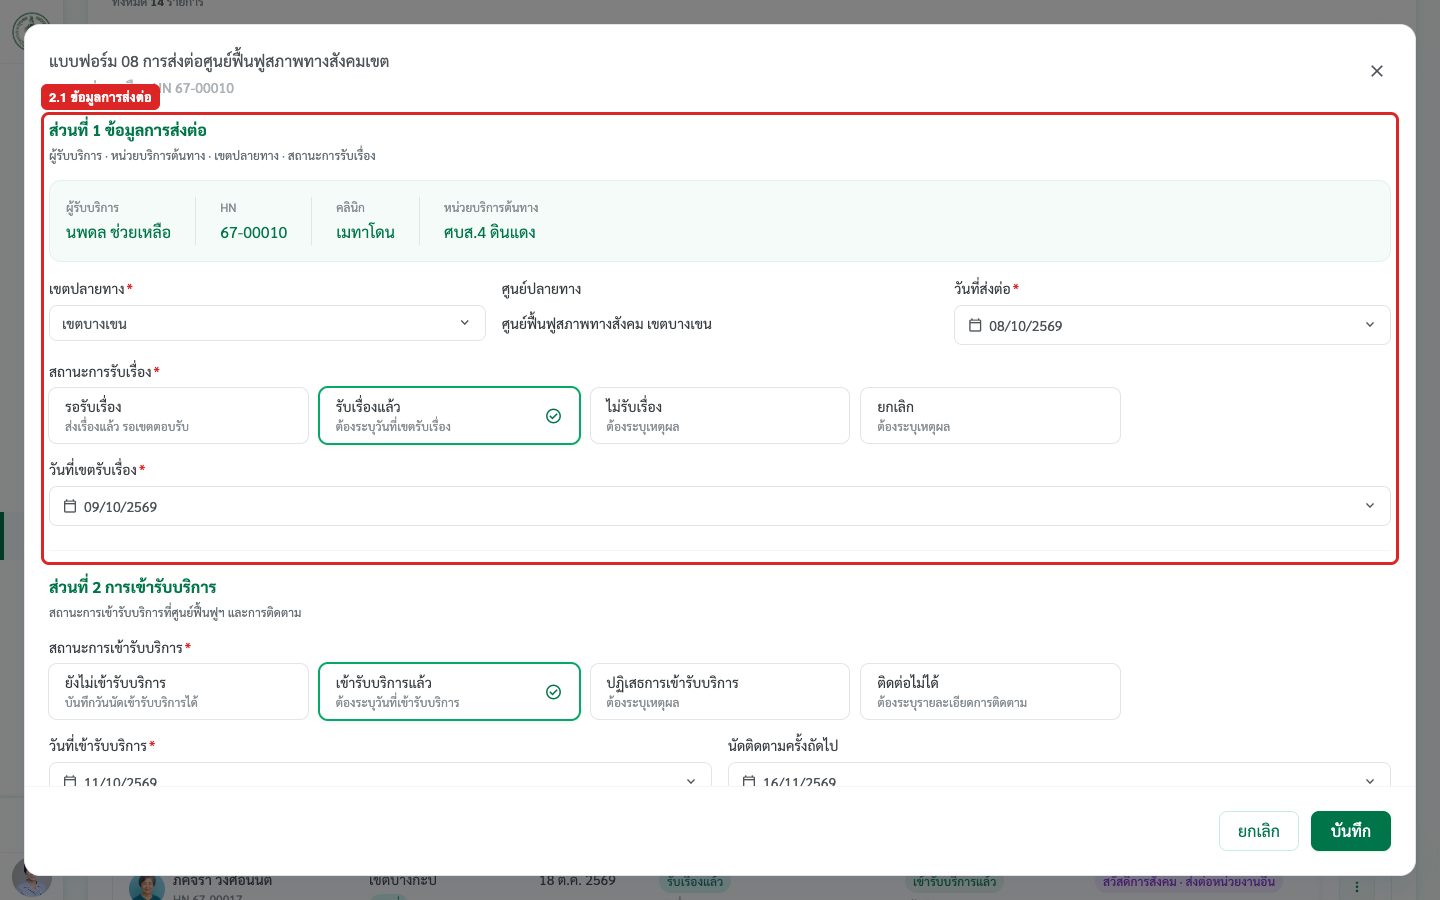 ทั้งหมด 14 รายการ
แบบฟอร์ม 08 การส่งต่อศูนย์ฟื้นฟูสภาพทางสังคมเขต
HN 67-00010
2.1 ข้อมูลการส่งต่อ
ส่วนที่ 1 ข้อมูลการส่งต่อ
ผู้รับบริการ · หน่วยบริการต้นทาง · เขตปลายทาง · สถานะการรับเรื่อง
ผู้รับบริการ HN คลินิก หน่วยบริการต้นทาง
นพดล ช่วยเหลือ 67-00010 เมทาโดน ศบส.4 ดินแดง
เขตปลายทาง* ศูนย์ปลายทาง วันที่ส่งต่อ*
เขตบางเขน ศูนย์ฟื้นฟูสภาพทางสังคม เขตบางเขน 08/10/2569
สถานะการรับเรื่อง*
รอรับเรื่อง รับเรื่องแล้ว ไม่รับเรื่อง ยกเลิก
ส่งเรื่องแล้ว รอเขตตอบรับ ต้องระบุวันที่เขตรับเรื่อง ต้องระบุเหตุผล ต้องระบุเหตุผล
วันที่เขตรับเรื่อง*
09/10/2569
ส่วนที่ 2 การเข้ารับบริการ
สถานะการเข้ารับบริการที่ศูนย์ฟื้นฟูฯ และการติดตาม
สถานะการเข้ารับบริการ*
ยังไม่เข้ารับบริการ เข้ารับบริการแล้ว ปฏิเสธการเข้ารับบริการ ติดต่อไม่ได้
บันทึกวันนัดเข้ารับบริการได้ ต้องระบุวันที่เข้ารับบริการ ต้องระบุเหตุผล ต้องระบุรายละเอียดการติดตาม
วันที่เข้ารับบริการ* นัดติดตามครั้งถัดไป
11/10/2569 16/11/2569
ยกเลิก บันทึก
เขตบางกะปิ 18 ต.ค. 2569 รับเรื่องแล้ว เข้ารับบริการแล้ว สวัสดิการสังคม · ส่งต่อหน่วยงานอื่น
HN 67-00017